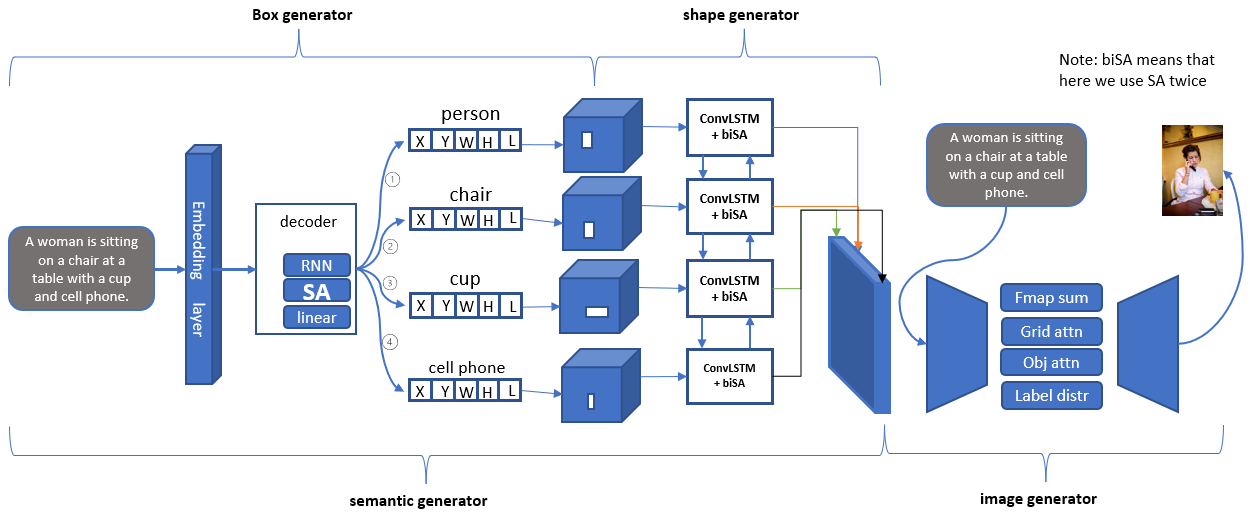 Box generator
shape generator
Note: biSA means that
here we use SA twice
A woman is sitting
on a chair at a
table with a cup
and cell phone.
Embedding layer
decoder
RNN
SA
linear
1
2
3
4
person
X Y W H L
chair
X Y W H L
cup
X Y W H L
cell phone
X Y W H L
ConvLSTM
+ biSA
ConvLSTM
+ biSA
ConvLSTM
+ biSA
ConvLSTM
+ biSA
A woman is sitting
on a chair at a table
with a cup and cell
phone.
Fmap sum
Grid attn
Obj attn
Label distr
semantic generator
image generator